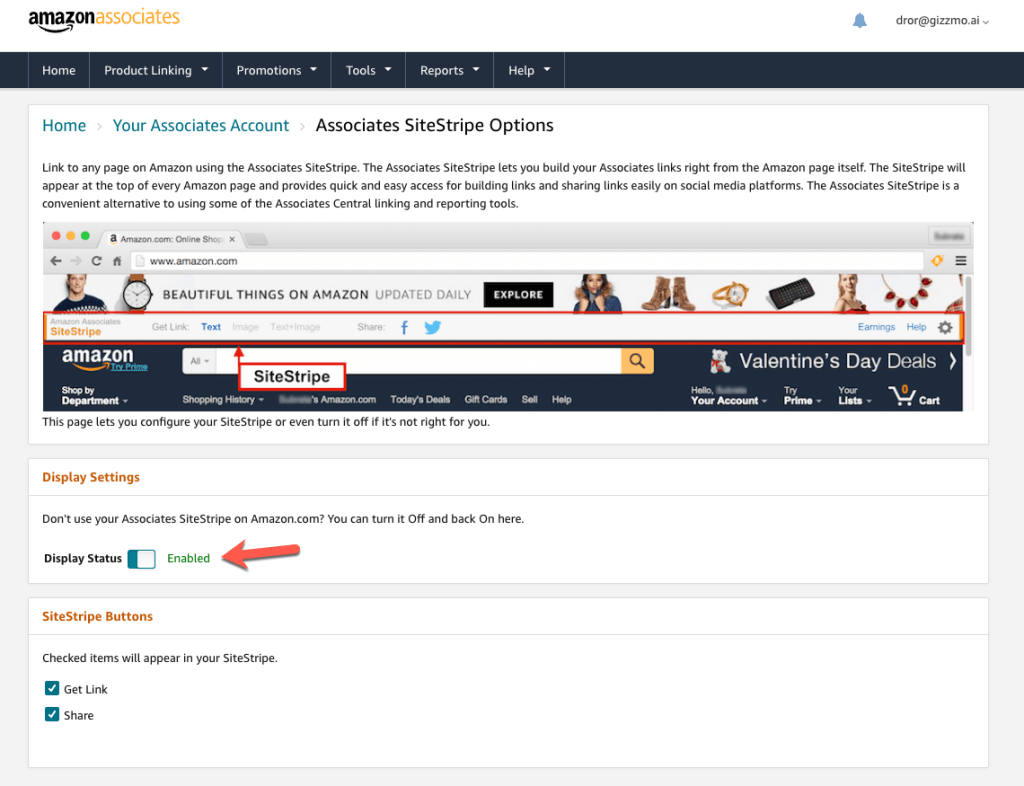 amazonassociates
dror@gizzmo.ai
Home Product Linking Promotions Tools Reports Help
Home › Your Associates Account › Associates SiteStripe Options
Link to any page on Amazon using the Associates SiteStripe. The Associates SiteStripe lets you build your Associates links right from the Amazon page itself. The SiteStripe will
appear at the top of every Amazon page and provides quick and easy access for building links and sharing links easily on social media platforms. The Associates SiteStripe is a
convenient alternative to using some of the Associates Central linking and reporting tools.
a Amazon.com: Online Shop
www.amazon.com
BEAUTIFUL THINGS ON AMAZON UPDATED DAILY EXPLORE
Amazon Associates
SiteStripe
Get Link: Text Image Text+Image Share: Earnings Help
amazon
Try Prime
All
Valentine's Day Deals
SiteStripe
Shop by
Department
Shopping History 's Amazon.com Today's Deals Gift Cards Sell Help
Hello,
Your Account
Try
Prime
Your
Lists
0
Cart
This page lets you configure your SiteStripe or even turn it off if it's not right for you.
Display Settings
Don't use your Associates SiteStripe on Amazon.com? You can turn it Off and back On here.
Display Status Enabled
SiteStripe Buttons
Checked items will appear in your SiteStripe.
Get Link
Share